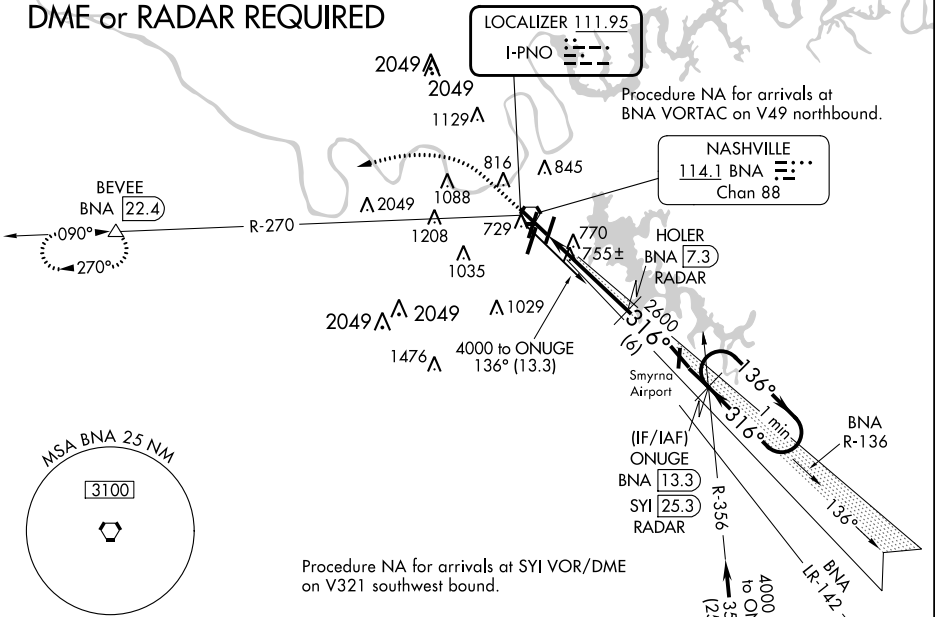 DME or RADAR REQUIRED
LOCALIZER 111.95
I-PNO
2049
2049
1129
Procedure NA for arrivals at
BNA VORTAC on V49 northbound.
NASHVILLE
114.1 BNA
Chan 88
816
845
1088
BEVEE
BNA 22.4
2049
R-270
1208
729
770
755±
HOLER
BNA 7.3
RADAR
090°
270°
1035
2049
2049
1029
1476
4000 to ONUGE
136° (13.3)
2600
316°
(6)
Smyrna
Airport
136°
1 min
316°
BNA
R-136
136°
(IF/IAF)
ONUGE
BNA 13.3
SYI 25.3
RADAR
R-356
MSA BNA 25 NM
3100
Procedure NA for arrivals at SYI VOR/DME
on V321 southwest bound.
BNA
LR-142
4000